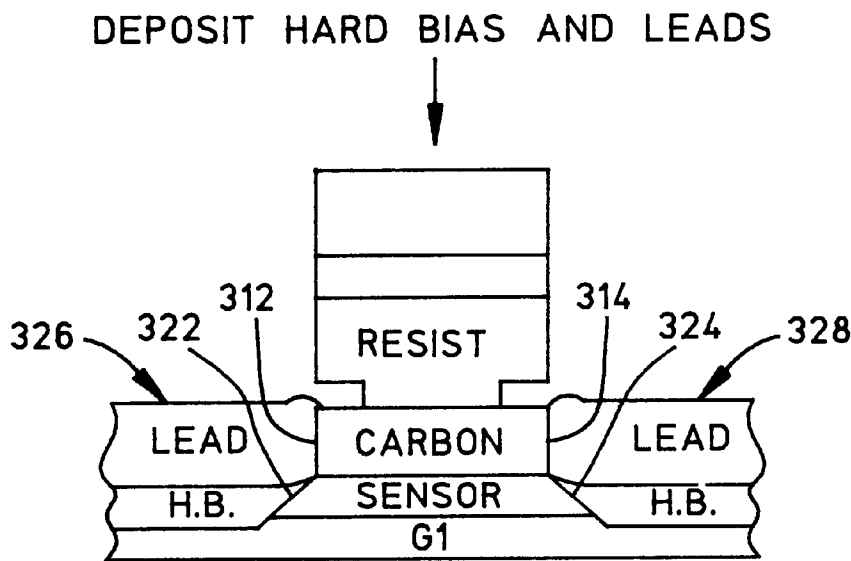 DEPOSIT HARD BIAS AND LEADS
312
314
326
322
324
328
RESIST
LEAD
CARBON
LEAD
H.B.
SENSOR
H.B.
G1